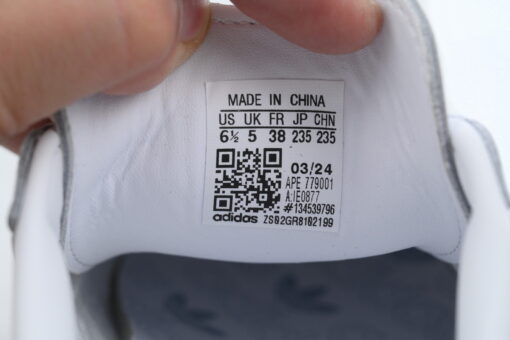 MADE IN CHINA
US UK FR JP CHN
6½ 5 38 235 235
03/24
APE 779001
A:IE0877
#134539796
adidas ZS02GR8102199